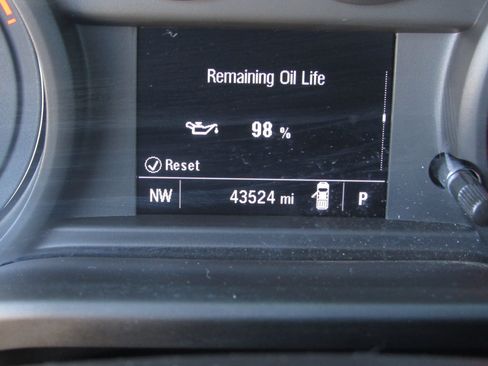 Remaining Oil Life
98 %
Reset
NW 43524 mi P